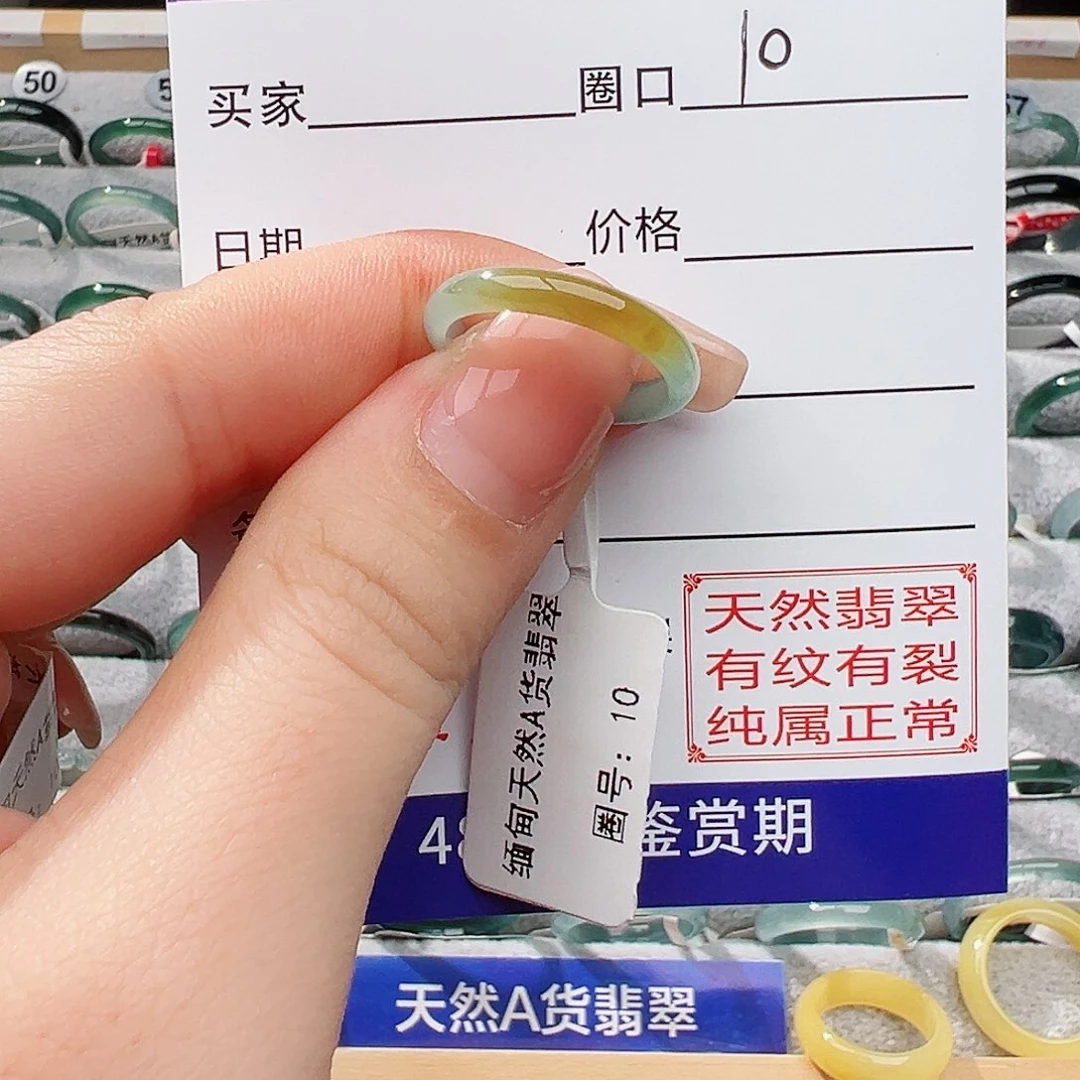 50
买家 圈口 10
日期 价格
天然翡翠
有纹有裂
纯属正常
缅甸天然A货翡翠
圈号：10
鉴赏期
天然A货翡翠